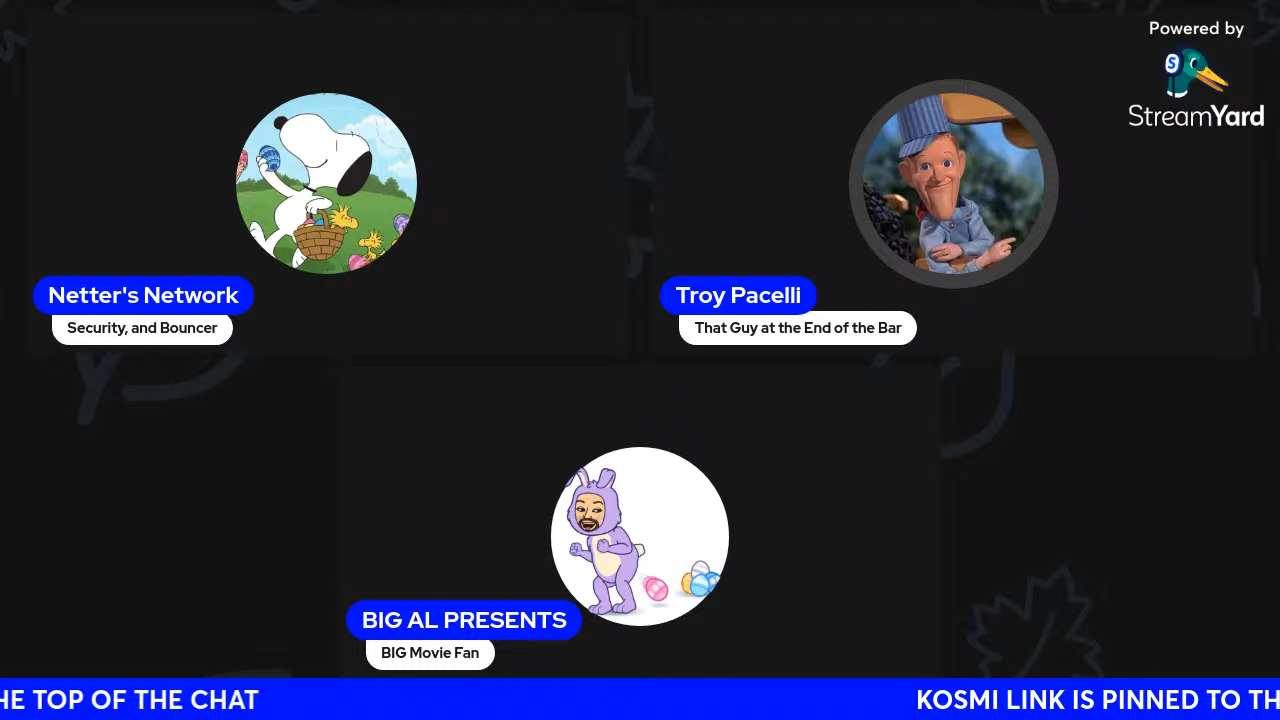 Powered by
StreamYard
Netter's Network
Security, and Bouncer
Troy Pacelli
That Guy at the End of the Bar
BIG AL PRESENTS
BIG Movie Fan
HE TOP OF THE CHAT
KOSMI LINK IS PINNED TO TH